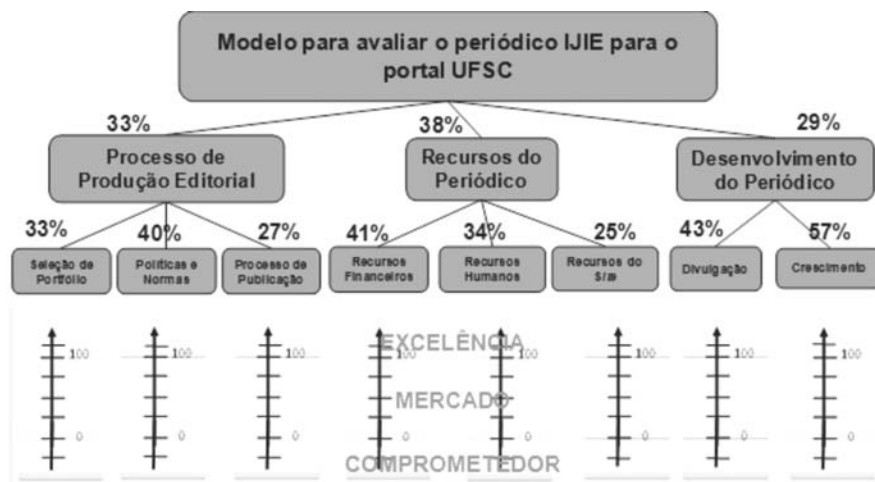 Modelo para avaliar o periódico IJIE para o
portal UFSC
33%
38%
29%
Processo de
Produção Editorial
Recursos do
Periódico
Desenvolvimento
do Periódico
33%
40%
27%
41%
34%
25%
43%
57%
Seleção de
Portfólio
Políticas e
Normas
Processo de
Publicação
Recursos
Financeiros
Recursos
Humanos
Recursos do
Divulgação
Crescimento
EXCELÊNCIA
100
100
100
100
100
100
100
100
MERCADO
0
0
0
0
0
0
0
0
COMPROMETEDOR